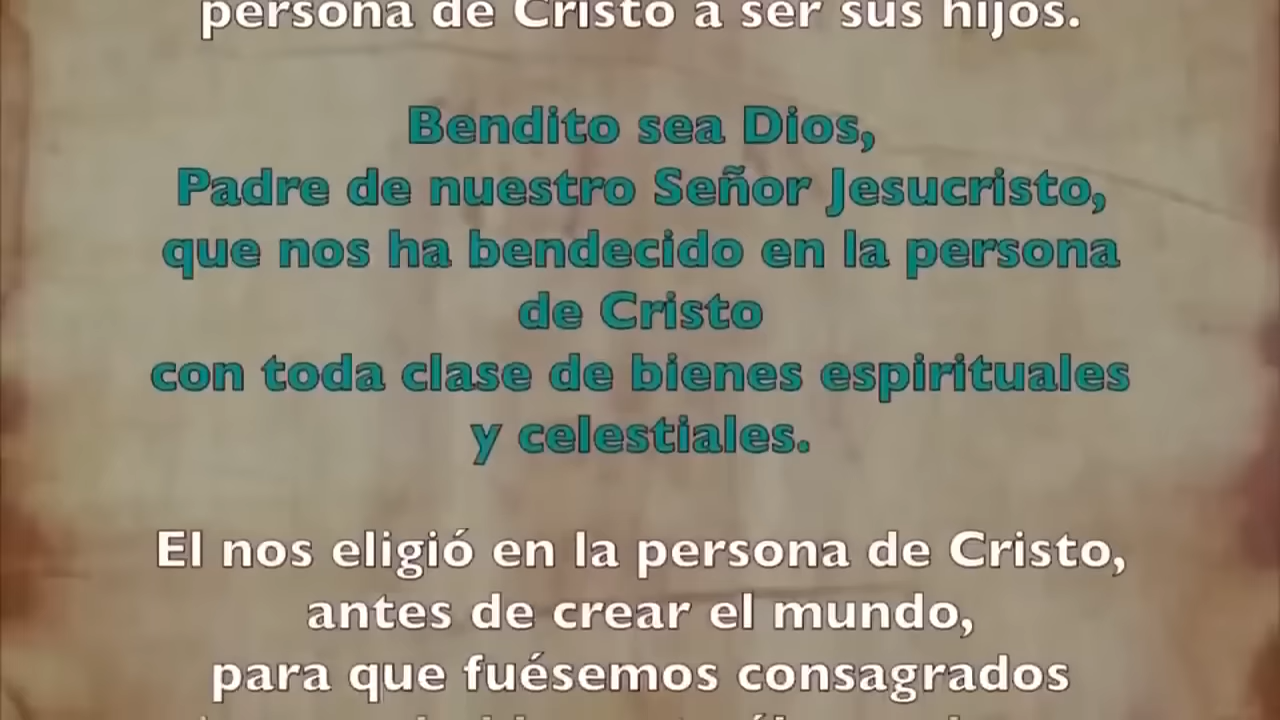 persona de Cristo a ser sus hijos.
Bendito sea Dios,
Padre de nuestro Señor Jesucristo,
que nos ha bendecido en la persona
de Cristo
con toda clase de bienes espirituales
y celestiales.
El nos eligió en la persona de Cristo,
antes de crear el mundo,
para que fuésemos consagrados